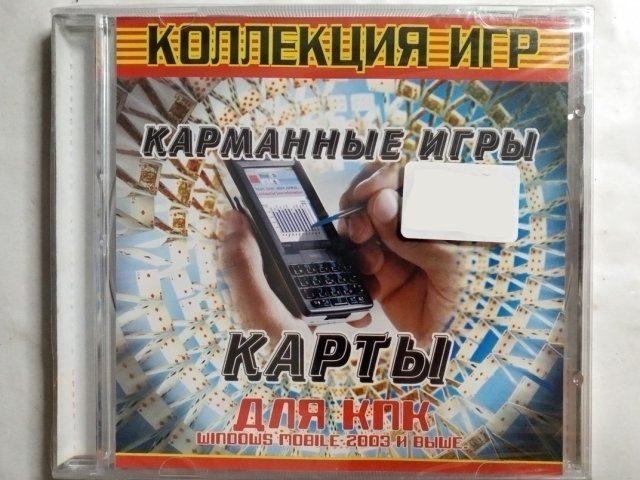 КОЛЛЕКЦИЯ ИГР
КАРМАННЫЕ ИГРЫ
КАРТЫ
ДЛЯ КПК
WINDOWS MOBILE 2003 И ВЫШЕ